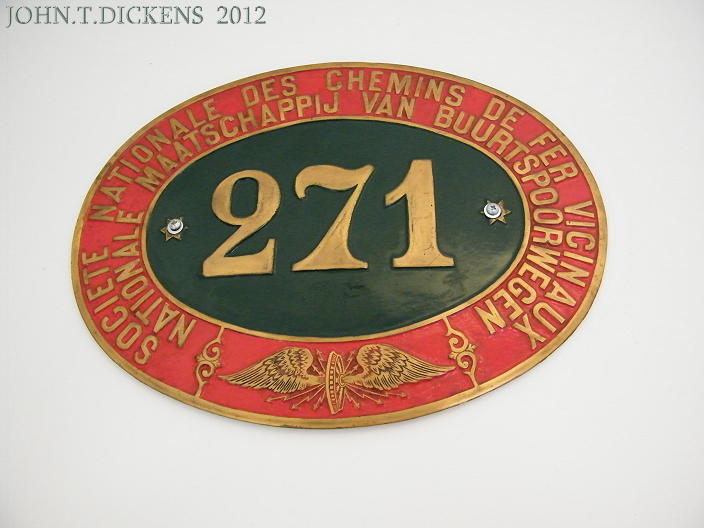 JOHN.T.DICKENS 2012
SOCIETE NATIONALE DES CHEMINS DE FER VICINAUX
NATIONALE MAATSCHAPPIJ VAN BUURTSPOORWEGEN
271